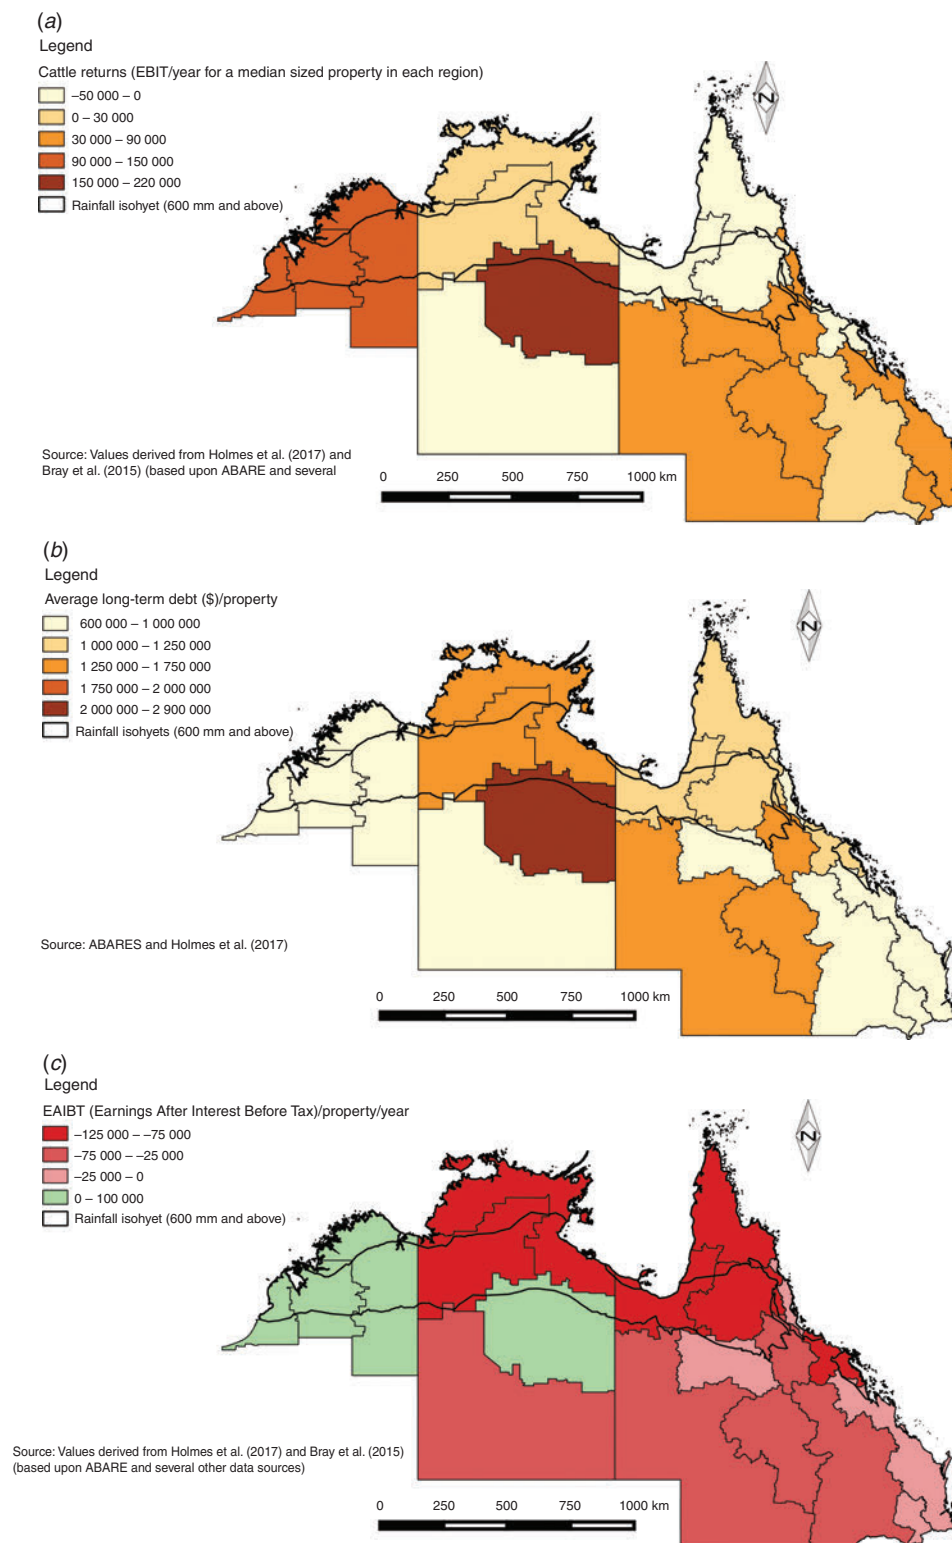 (a)
Legend
Cattle returns (EBIT/year for a median sized property in each region)
–50 000 – 0
0 – 30 000
30 000 – 90 000
90 000 – 150 000
150 000 – 220 000
Rainfall isohyet (600 mm and above)
N
Source: Values derived from Holmes et al. (2017) and
Bray et al. (2015) (based upon ABARE and several
0 250 500 750 1000 km
(b)
Legend
Average long-term debt ($)/property
600 000 – 1 000 000
1 000 000 – 1 250 000
1 250 000 – 1 750 000
1 750 000 – 2 000 000
2 000 000 – 2 900 000
Rainfall isohyets (600 mm and above)
N
Source: ABARES and Holmes et al. (2017)
0 250 500 750 1000 km
(c)
Legend
EAIBT (Earnings After Interest Before Tax)/property/year
–125 000 – –75 000
–75 000 – –25 000
–25 000 – 0
0 – 100 000
Rainfall isohyet (600 mm and above)
N
Source: Values derived from Holmes et al. (2017) and Bray et al. (2015)
(based upon ABARE and several other data sources)
0 250 500 750 1000 km